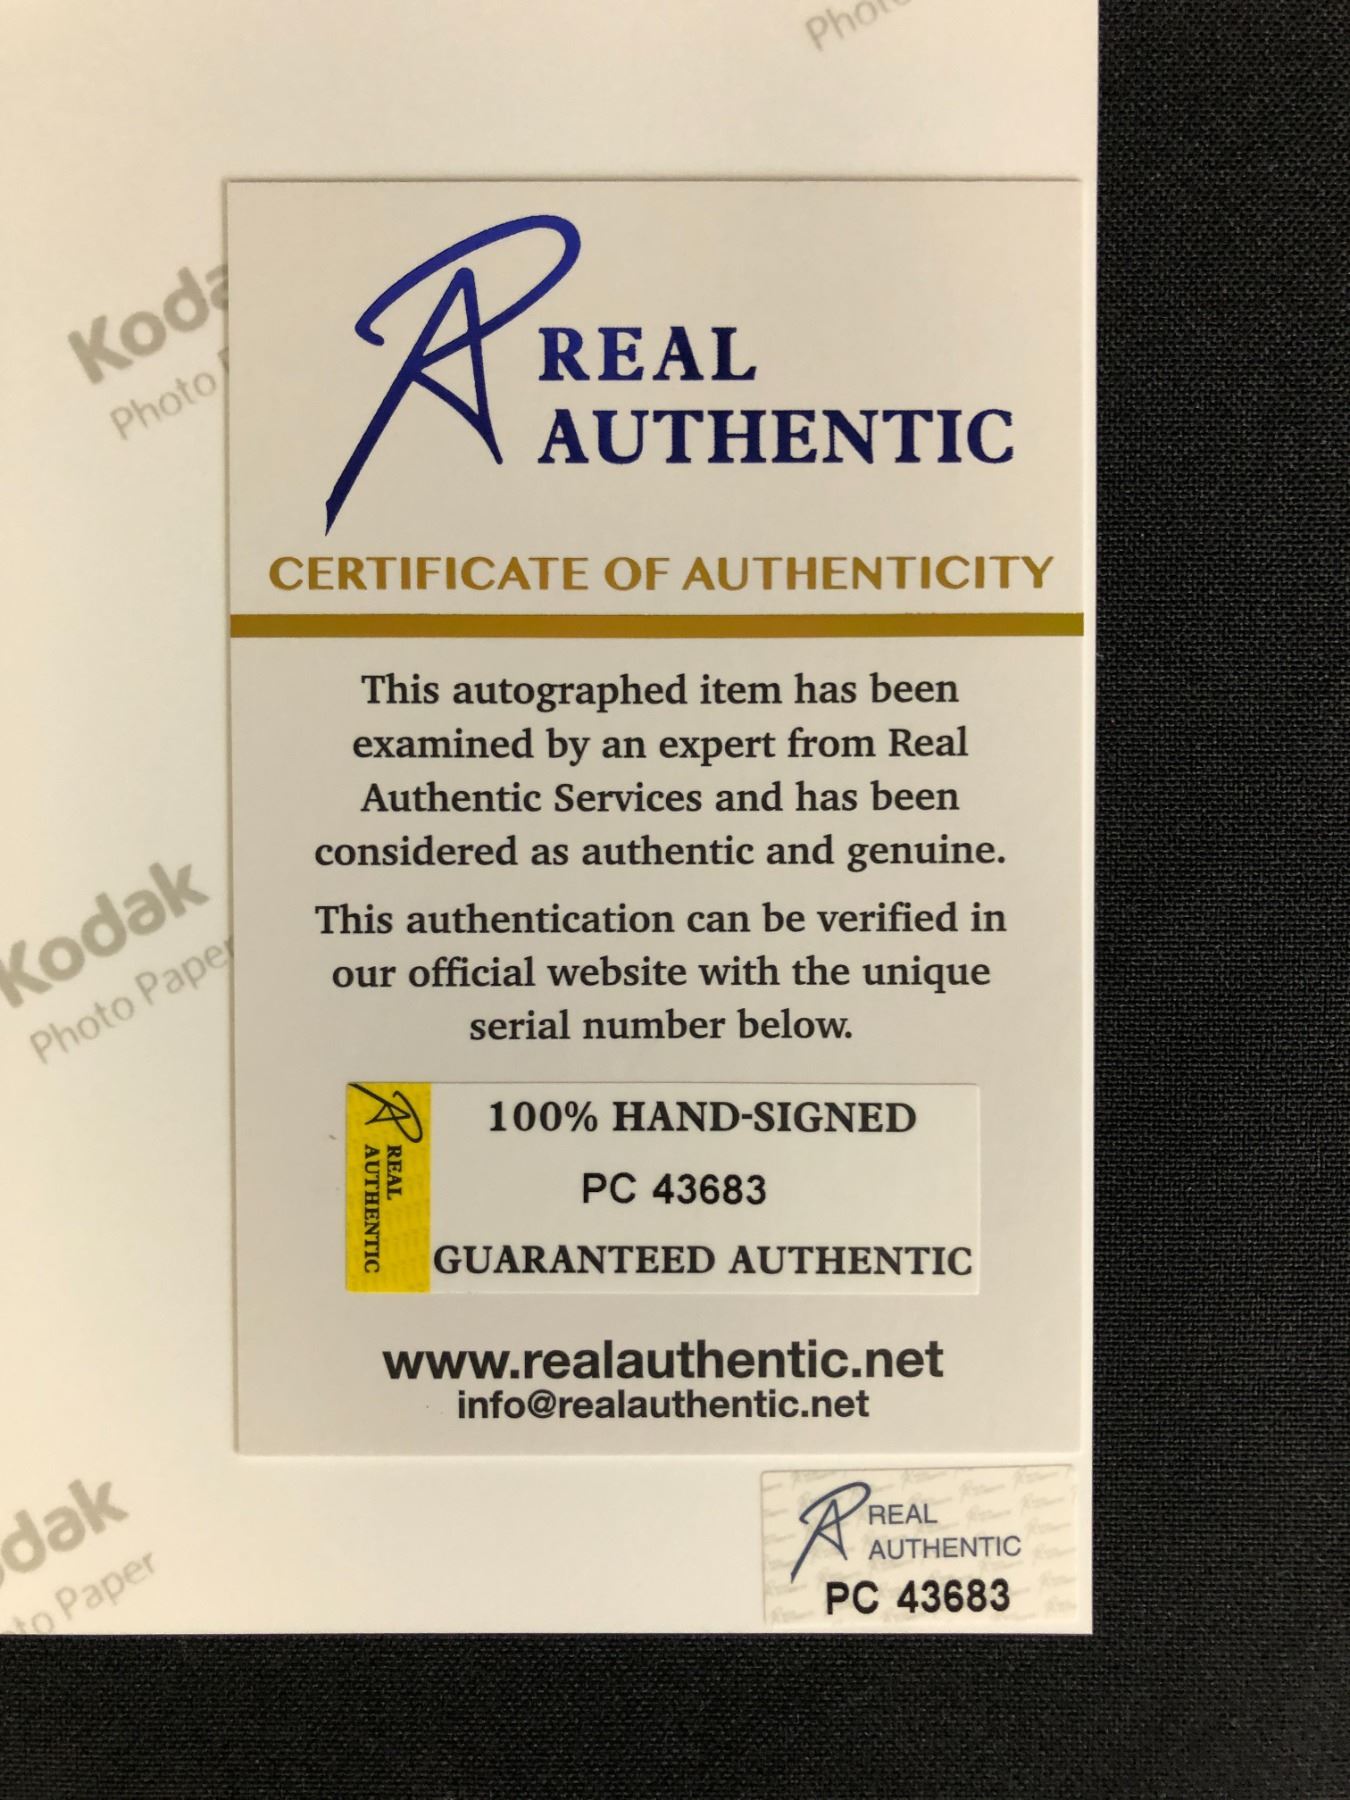 Photo
Koda
Photo
REAL
AUTHENTIC
CERTIFICATE OF AUTHENTICITY
This autographed item has been
examined by an expert from Real
Authentic Services and has been
considered as authentic and genuine.
This authentication can be verified in
our official website with the unique
serial number below.
Kodak
Photo Paper
REAL
AUTHENTIC
100% HAND-SIGNED
PC 43683
GUARANTEED AUTHENTIC
www.realauthentic.net
info@realauthentic.net
dak
to Paper
REAL
AUTHENTIC
PC 43683